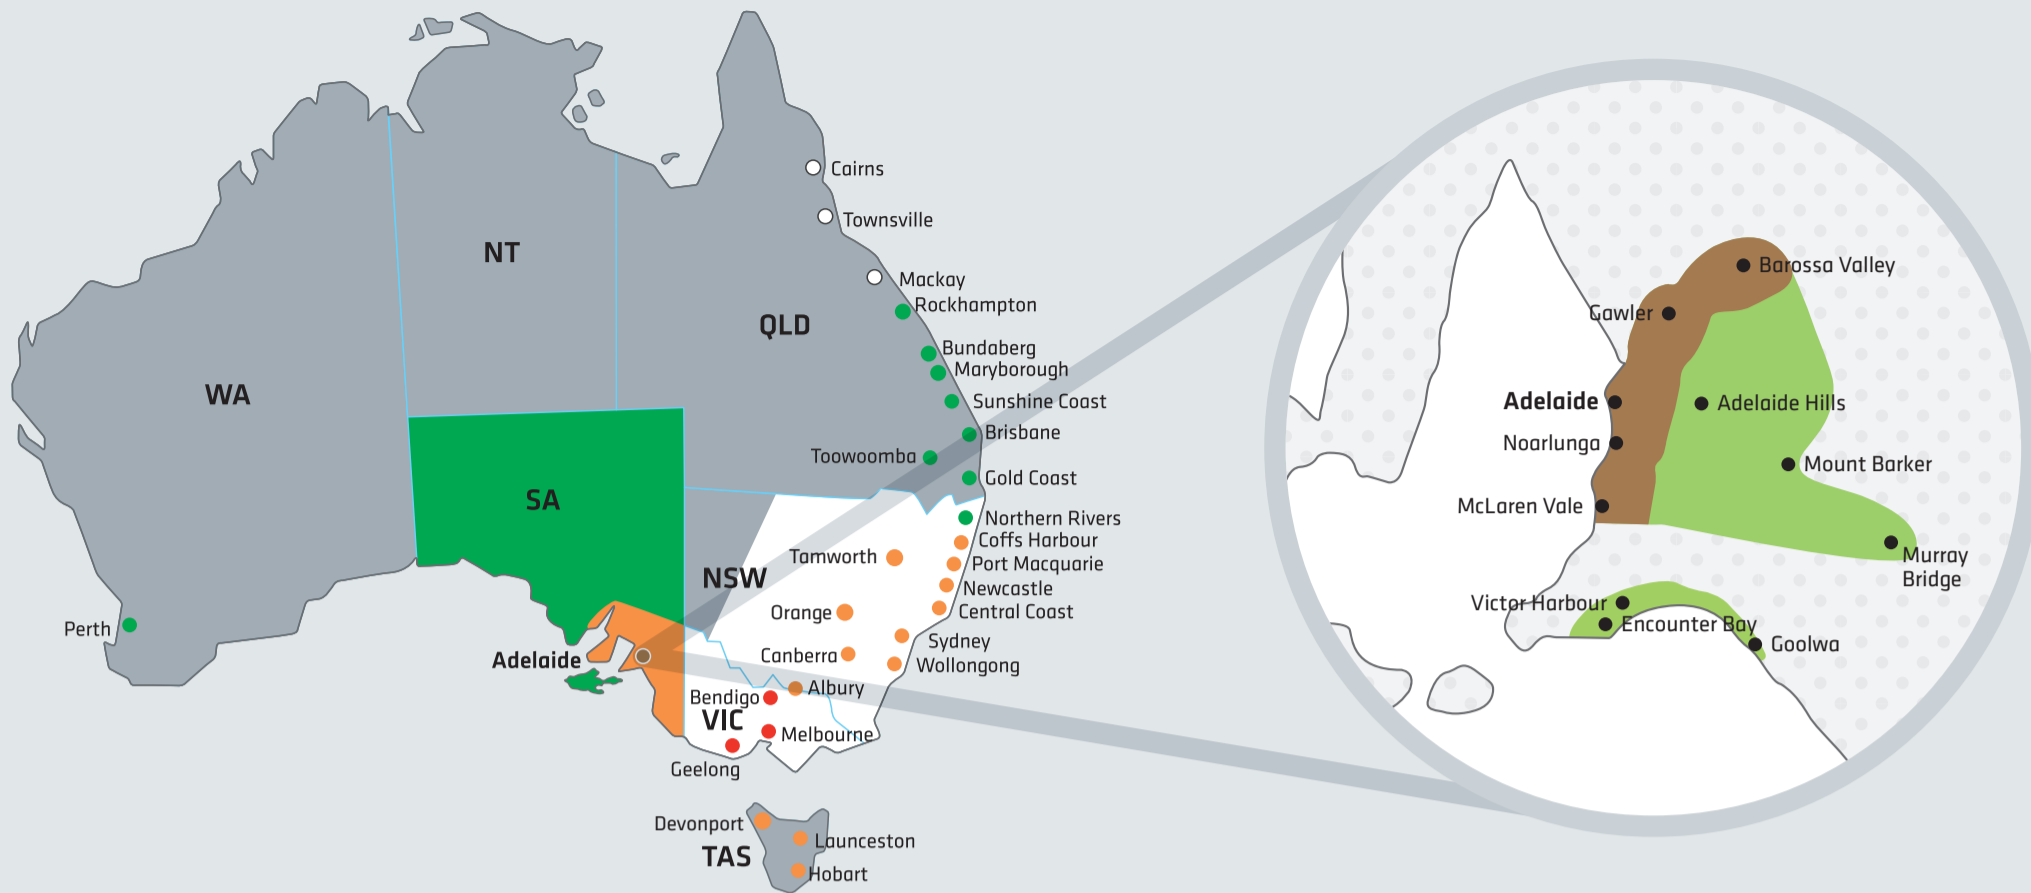 Cairns
Townsville
NT
Mackay
Rockhampton
QLD
Bundaberg
Maryborough
WA
Sunshine Coast
Brisbane
Toowoomba
Gold Coast
SA
Northern Rivers
Coffs Harbour
Tamworth
Port Macquarie
NSW
Newcastle
Orange
Central Coast
Perth
Sydney
Canberra
Adelaide
Wollongong
Albury
Bendigo
VIC
Melbourne
Geelong
Devonport
Launceston
TAS
Hobart
Barossa Valley
Gawler
Adelaide
Adelaide Hills
Noarlunga
Mount Barker
McLaren Vale
Murray
Bridge
Victor Harbour
Encounter Bay
Goolwa